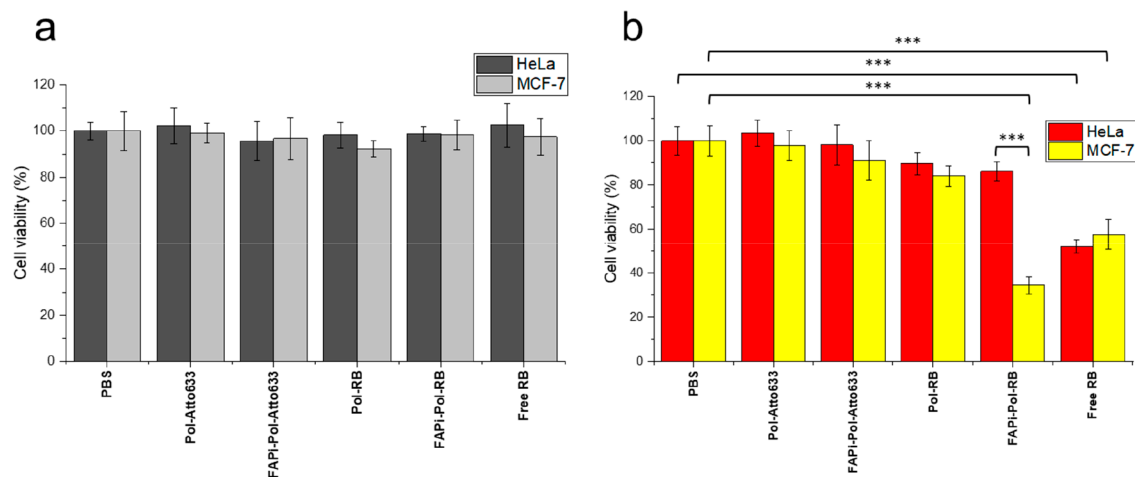 a
HeLa
MCF-7
120
100
80
60
40
20
0
Cell viability (%)
PBS
Pol-Atto633
FAPi-Pol-Atto633
Pol-RB
FAPi-Pol-RB
Free RB
b
***
***
***
***
HeLa
MCF-7
120
100
80
60
40
20
0
Cell viability (%)
PBS
Pol-Atto633
FAPi-Pol-Atto633
Pol-RB
FAPi-Pol-RB
Free RB